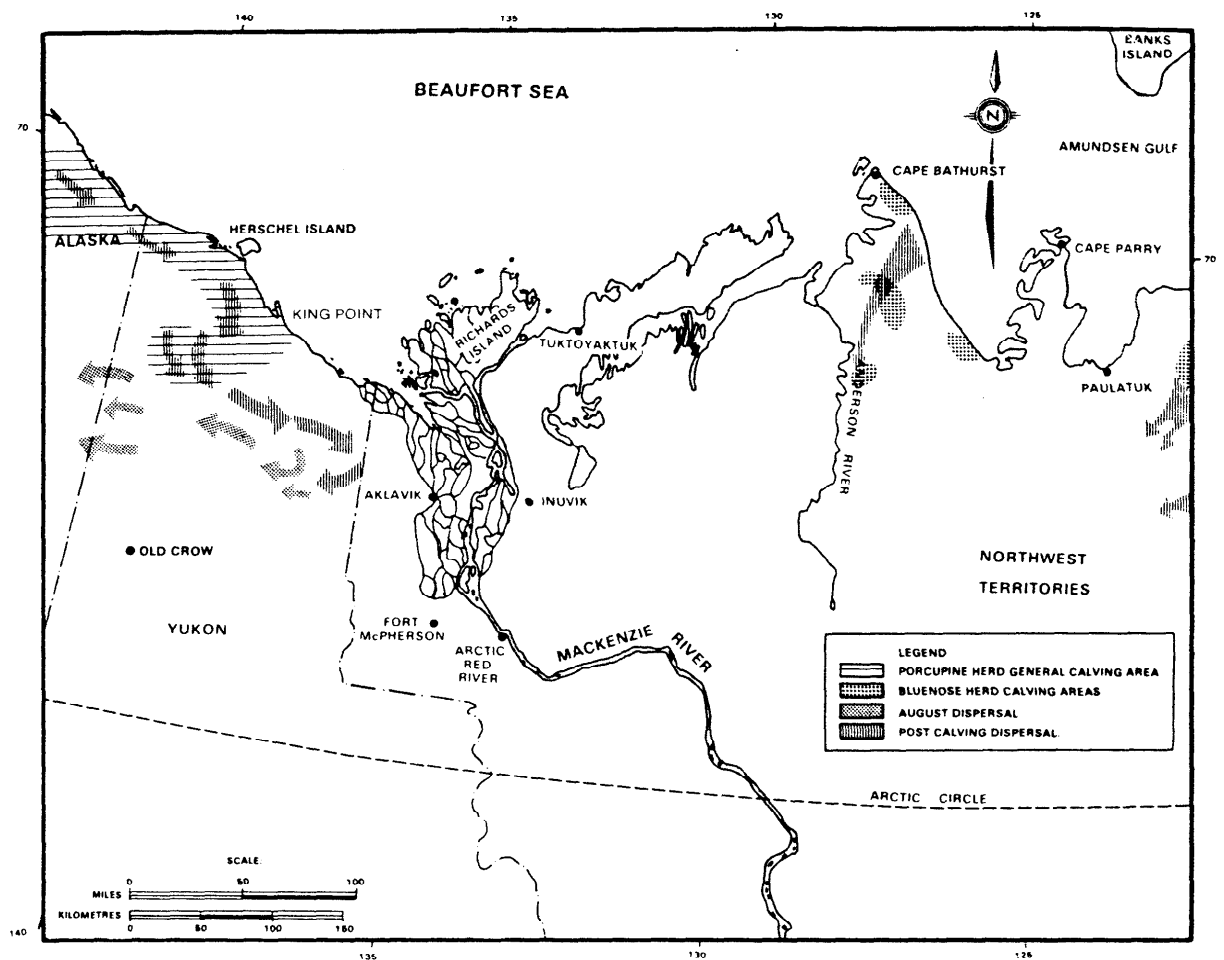 140
135
130
125
BANKS
ISLAND
BEAUFORT SEA
N
70
AMUNDSEN GULF
CAPE BATHURST
HERSCHEL ISLAND
ALASKA
CAPE PARRY
70
KING POINT
RICHARDS
ISLAND
TUKTOYAKTUK
PAULATUK
ANDERSON RIVER
AKLAVIK
INUVIK
OLD CROW
NORTHWEST
TERRITORIES
YUKON
FORT
McPHERSON
ARCTIC
RED
RIVER
MACKENZIE RIVER
LEGEND
PORCUPINE HERD GENERAL CALVING AREA
BLUENOSE HERD CALVING AREAS
AUGUST DISPERSAL
POST CALVING DISPERSAL.
ARCTIC CIRCLE
SCALE.
0 50 100
MILES
KILOMETRES
0 50 100 150
140
135
130
125